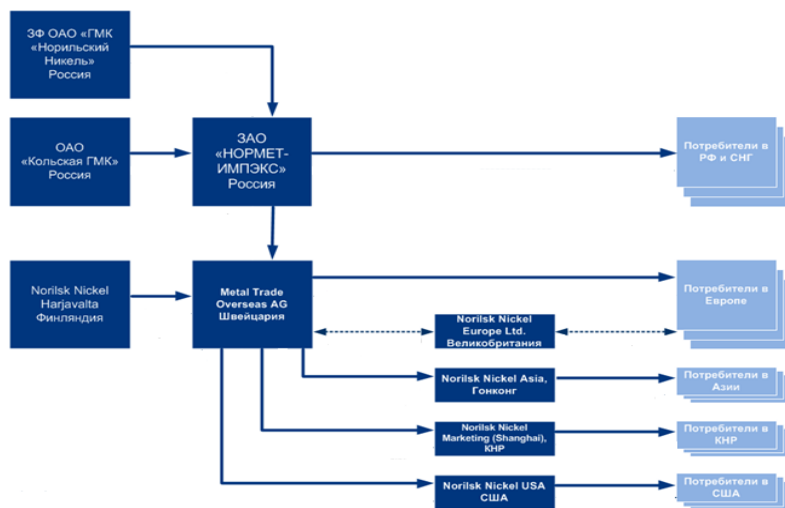 ЗФ ОАО «ГМК
«Норильский
Никель»
Россия
ОАО
«Кольская ГМК»
Россия
ЗАО
«НОРМЕТ-
ИМПЭКС»
Россия
Потребители в
РФ и СНГ
Norilsk Nickel
Harjavalta
Финляндия
Metal Trade
Overseas AG
Швейцария
Потребители в
Европе
Norilsk Nickel
Europe Ltd.
Великобритания
Norilsk Nickel Asia,
Гонконг
Потребители в
Азии
Norilsk Nickel
Marketing (Shanghai),
КНР
Потребители в
КНР
Norilsk Nickel USA
США
Потребители в
США